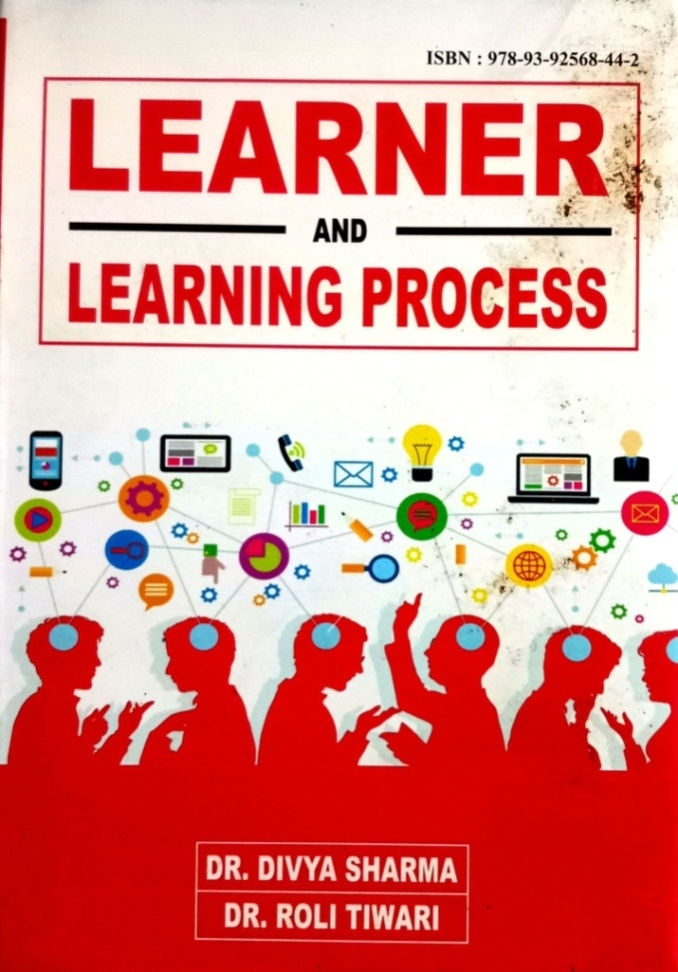 ISBN : 978-93-92568-44-2
LEARNER
AND
LEARNING PROCESS
DR. DIVYA SHARMA
DR. ROLI TIWARI